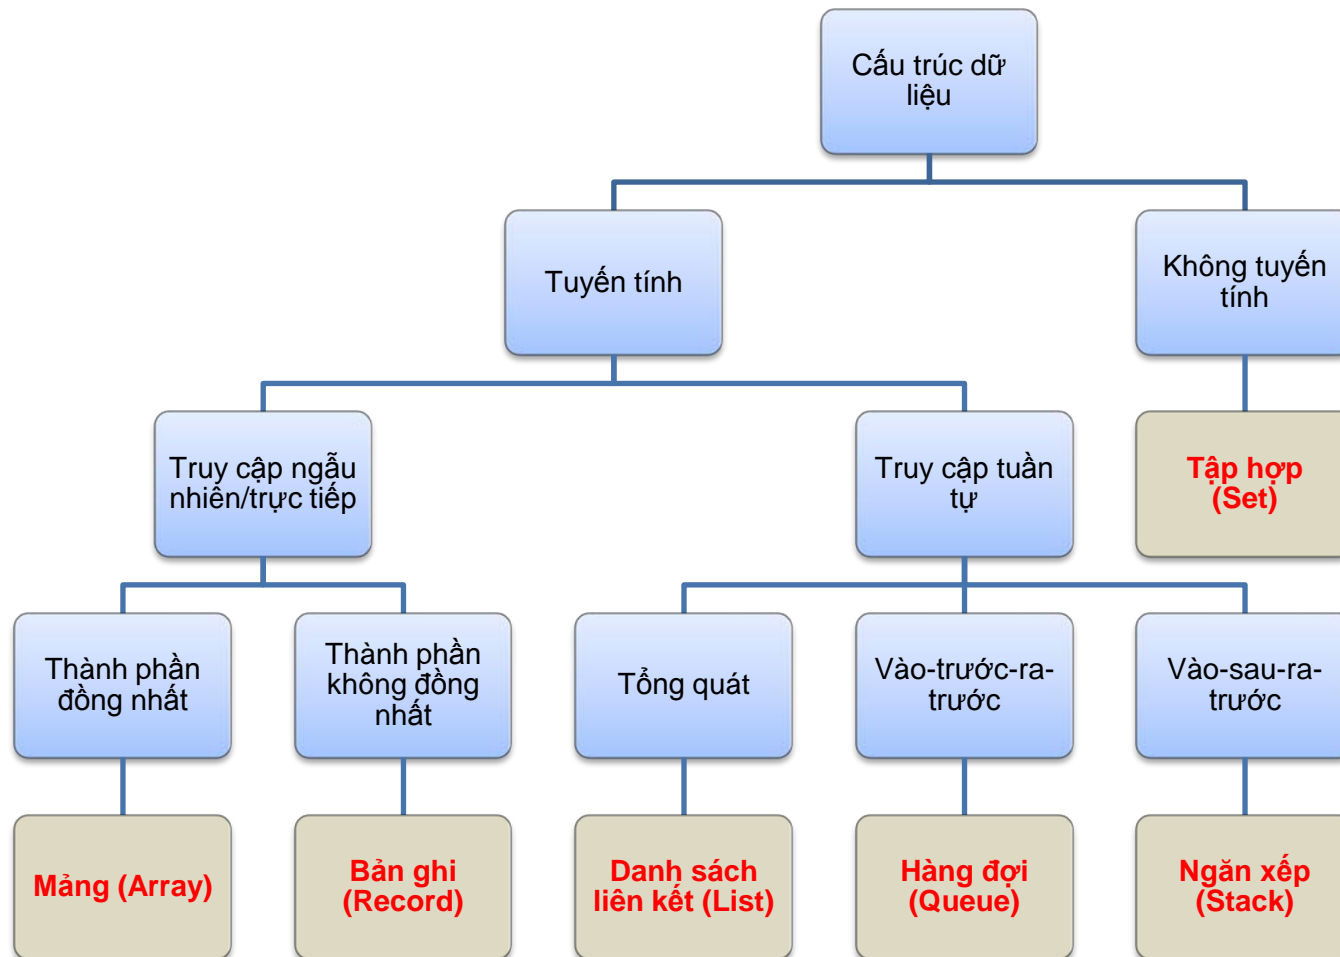 Cấu trúc dữ
liệu
Tuyến tính
Không tuyến
tính
Truy cập ngẫu
nhiên/trực tiếp
Truy cập tuần
tự
Tập hợp
(Set)
Thành phần
đồng nhất
Thành phần
không đồng
nhất
Tổng quát
Vào-trước-ra-
trước
Vào-sau-ra-
trước
Mảng (Array)
Bản ghi
(Record)
Danh sách
liên kết (List)
Hàng đợi
(Queue)
Ngăn xếp
(Stack)